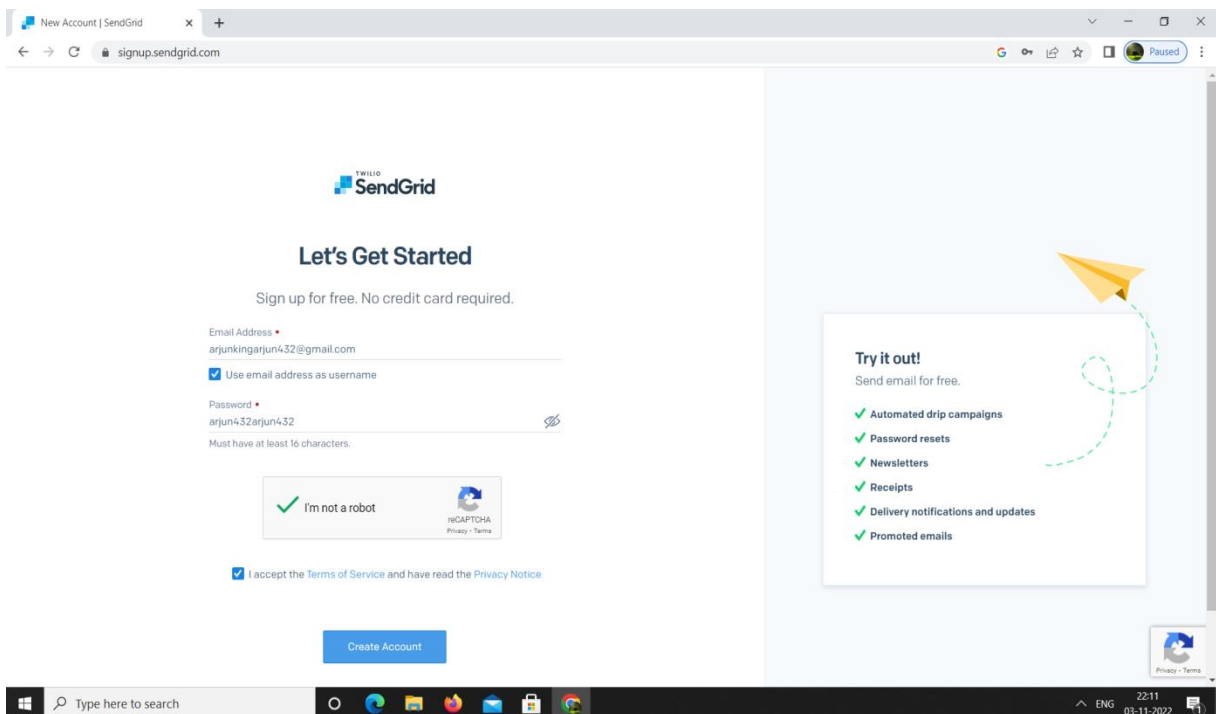 New Account | SendGrid
signup.sendgrid.com
Paused
TWILIO
SendGrid
Let's Get Started
Sign up for free. No credit card required.
Email Address •
arjunkingarjun432@gmail.com
Use email address as username
Password •
arjun432arjun432
Must have at least 16 characters.
I'm not a robot
reCAPTCHA
Privacy - Terms
I accept the Terms of Service and have read the Privacy Notice
Create Account
Try it out!
Send email for free.
Automated drip campaigns
Password resets
Newsletters
Receipts
Delivery notifications and updates
Promoted emails
Privacy - Terms
Type here to search
ENG
22:11
03-11-2022
1